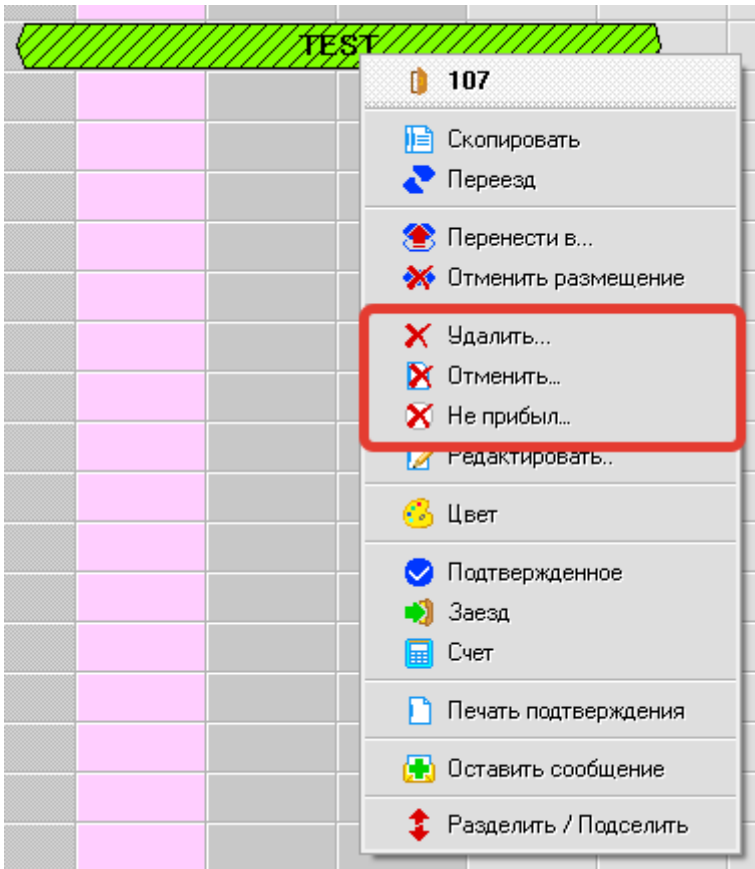 TEST
107
Скопировать
Переезд
Перенести в...
Отменить размещение
Удалить...
Отменить...
Не прибыл...
Редактировать..
Цвет
Подтвержденное
Заезд
Счет
Печать подтверждения
Оставить сообщение
Разделить / Подселить